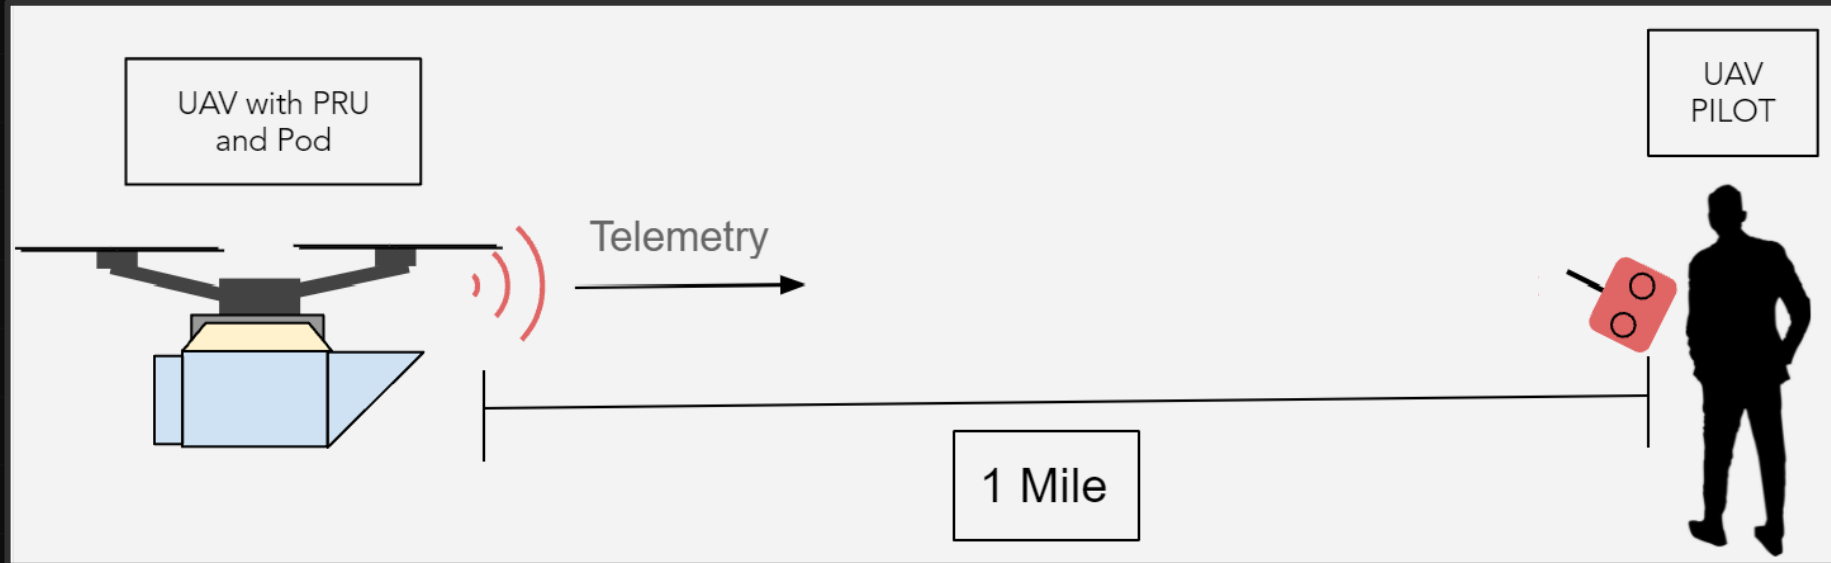 UAV with PRU
and Pod
UAV
PILOT
Telemetry
1 Mile